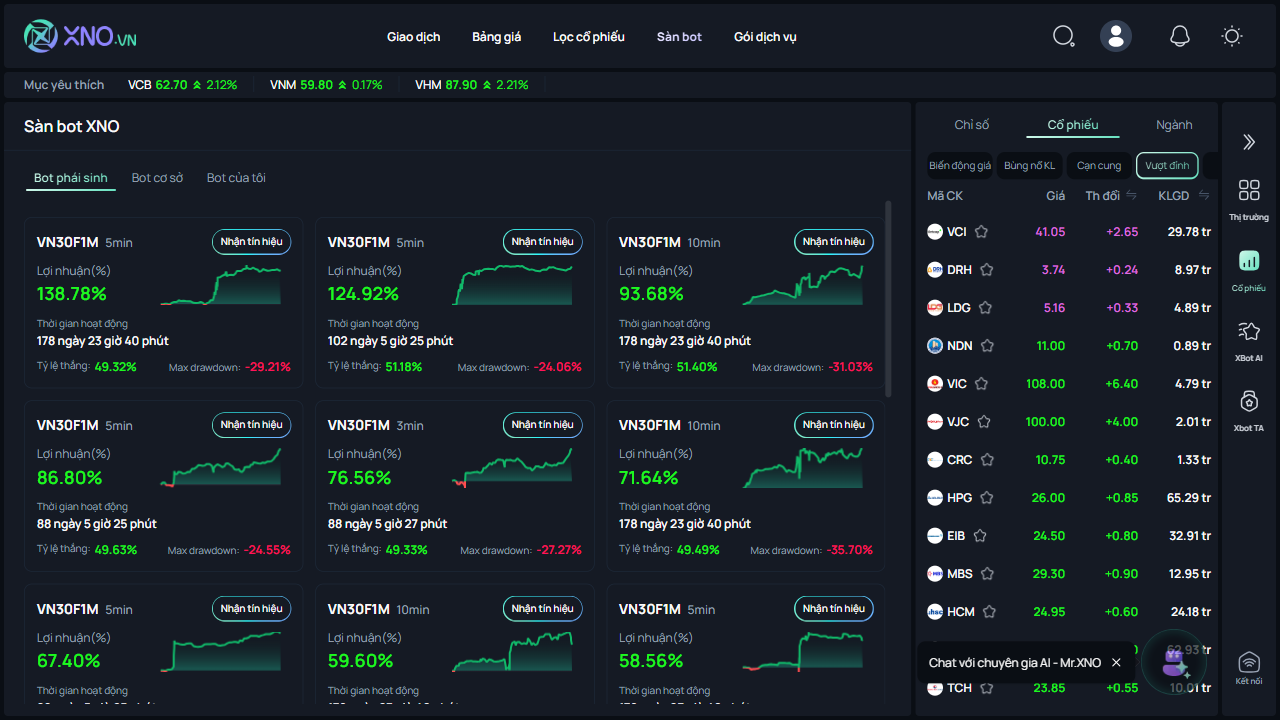 XNO.VN
Giao dịch Bảng giá Lọc cổ phiếu Sàn bot Gói dịch vụ
Mục yêu thích VCB 62.70 2.12% VNM 59.80 0.17% VHM 87.90 2.21%
Sàn bot XNO
Bot phái sinh Bot cơ sở Bot của tôi
VN30F1M 5min Nhận tín hiệu
Lợi nhuận(%)
138.78%
Thời gian hoạt động
178 ngày 23 giờ 40 phút
Tỷ lệ thắng: 49.32% Max drawdown: -29.21%
VN30F1M 5min Nhận tín hiệu
Lợi nhuận(%)
124.92%
Thời gian hoạt động
102 ngày 5 giờ 25 phút
Tỷ lệ thắng: 51.18% Max drawdown: -24.06%
VN30F1M 10min Nhận tín hiệu
Lợi nhuận(%)
93.68%
Thời gian hoạt động
178 ngày 23 giờ 40 phút
Tỷ lệ thắng: 51.40% Max drawdown: -31.03%
VN30F1M 5min Nhận tín hiệu
Lợi nhuận(%)
86.80%
Thời gian hoạt động
88 ngày 5 giờ 25 phút
Tỷ lệ thắng: 49.63% Max drawdown: -24.55%
VN30F1M 3min Nhận tín hiệu
Lợi nhuận(%)
76.56%
Thời gian hoạt động
88 ngày 5 giờ 27 phút
Tỷ lệ thắng: 49.33% Max drawdown: -27.27%
VN30F1M 10min Nhận tín hiệu
Lợi nhuận(%)
71.64%
Thời gian hoạt động
178 ngày 23 giờ 40 phút
Tỷ lệ thắng: 49.49% Max drawdown: -35.70%
VN30F1M 5min Nhận tín hiệu
Lợi nhuận(%)
67.40%
Thời gian hoạt động
VN30F1M 10min Nhận tín hiệu
Lợi nhuận(%)
59.60%
Thời gian hoạt động
VN30F1M 5min Nhận tín hiệu
Lợi nhuận(%)
58.56%
Thời gian hoạt động
Chỉ số Cổ phiếu Ngành
Biến động giá Bùng nổ KL Cạn cung Vượt đỉnh
Mã CK Giá Th đổi KLGD
VCI 41.05 +2.65 29.78 tr
DRH 3.74 +0.24 8.97 tr
LDG 5.16 +0.33 4.89 tr
NDN 11.00 +0.70 0.89 tr
VIC 108.00 +6.40 4.79 tr
VJC 100.00 +4.00 2.01 tr
CRC 10.75 +0.40 1.33 tr
HPG 26.00 +0.85 65.29 tr
EIB 24.50 +0.80 32.91 tr
MBS 29.30 +0.90 12.95 tr
HCM 24.95 +0.60 24.18 tr
62.93 tr
Chat với chuyên gia AI - Mr.XNO
TCH 23.85 +0.55 10.01 tr
Thị trường
Cổ phiếu
XBot AI
Xbot TA
Kết nối